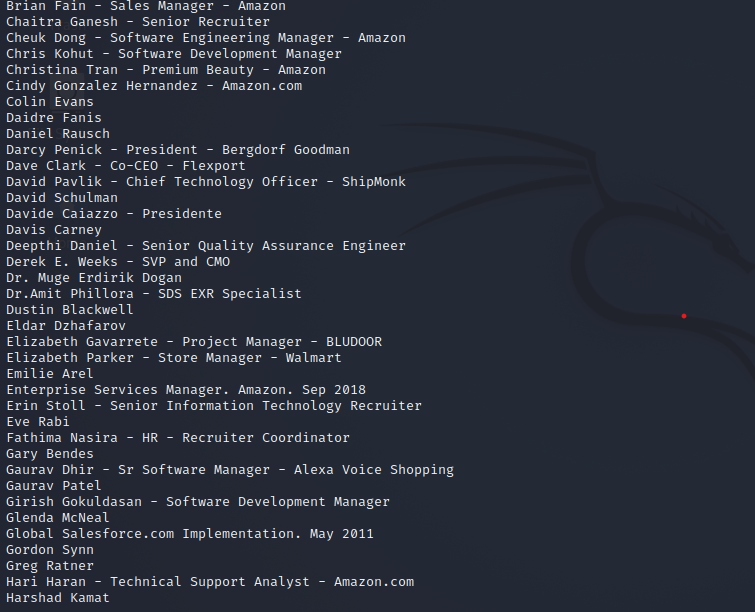 Brian Fain - Sales Manager - Amazon
Chaitra Ganesh - Senior Recruiter
Cheuk Dong - Software Engineering Manager - Amazon
Chris Kohut - Software Development Manager
Christina Tran - Premium Beauty - Amazon
Cindy Gonzalez Hernandez - Amazon.com
Colin Evans
Daidre Fanis
Daniel Rausch
Darcy Penick - President - Bergdorf Goodman
Dave Clark - Co-CEO - Flexport
David Pavlik - Chief Technology Officer - ShipMonk
David Schulman
Davide Caiazzo - Presidente
Davis Carney
Deepthi Daniel - Senior Quality Assurance Engineer
Derek E. Weeks - SVP and CMO
Dr. Muge Erdirik Dogan
Dr.Amit Phillora - SDS EXR Specialist
Dustin Blackwell
Eldar Dzhafarov
Elizabeth Gavarrete - Project Manager - BLUDOOR
Elizabeth Parker - Store Manager - Walmart
Emilie Arel
Enterprise Services Manager. Amazon. Sep 2018
Erin Stoll - Senior Information Technology Recruiter
Eve Rabi
Fathima Nasira - HR - Recruiter Coordinator
Gary Bendes
Gaurav Dhir - Sr Software Manager - Alexa Voice Shopping
Gaurav Patel
Girish Gokuldasan - Software Development Manager
Glenda McNeal
Global Salesforce.com Implementation. May 2011
Gordon Synn
Greg Ratner
Hari Haran - Technical Support Analyst - Amazon.com
Harshad Kamat